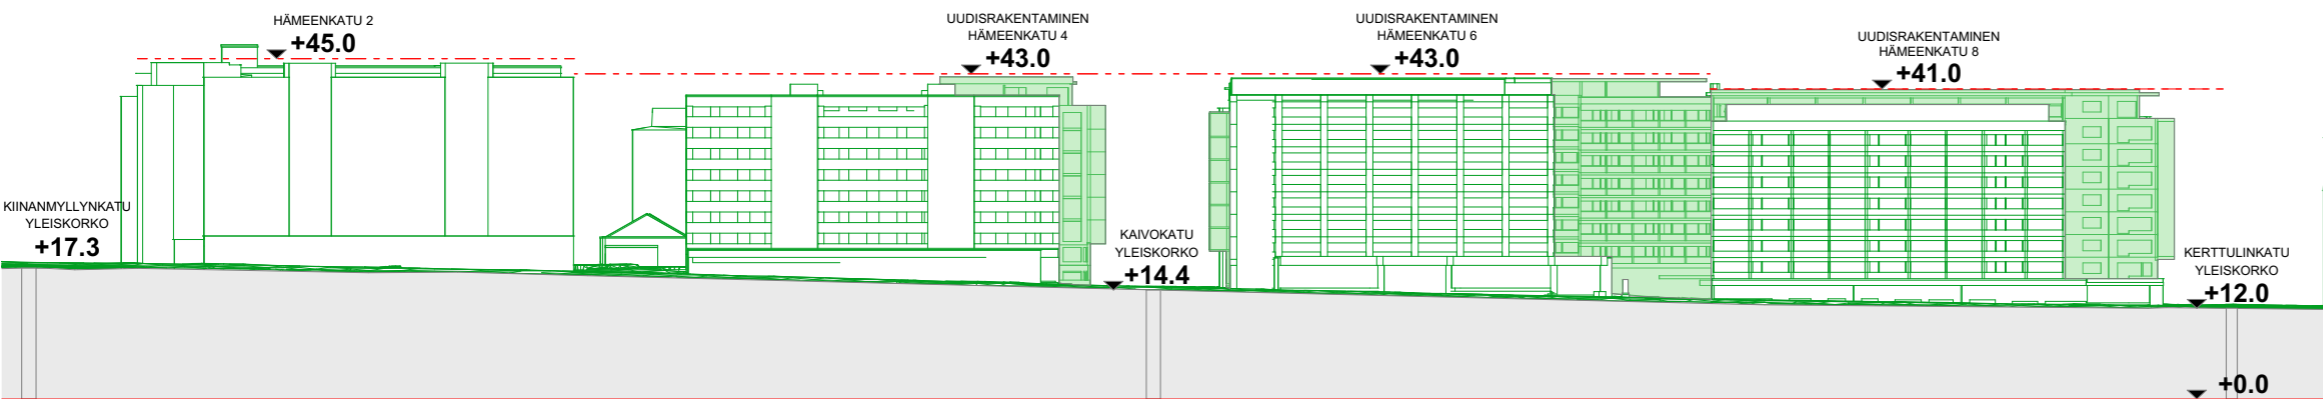 HÄMEENKATU 2
+45.0
UUDISRAKENTAMINEN
HÄMEENKATU 4
+43.0
UUDISRAKENTAMINEN
HÄMEENKATU 6
+43.0
UUDISRAKENTAMINEN
HÄMEENKATU 8
+41.0
KIINANMYLLYNKATU
YLEISKORKO
+17.3
KAIVOKATU
YLEISKORKO
+14.4
KERTTULINKATU
YLEISKORKO
+12.0
+0.0